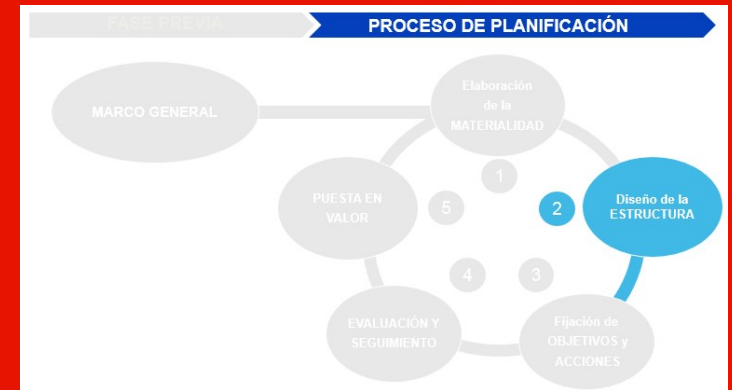 FASE PREVIA
PROCESO DE PLANIFICACIÓN
MARCO GENERAL
Elaboración
de la
MATERIALIDAD
1
2
Diseño de la
ESTRUCTURA
3
Fijación de
OBJETIVOS y
ACCIONES
4
EVALUACIÓN Y
SEGUIMIENTO
5
PUESTA EN
VALOR